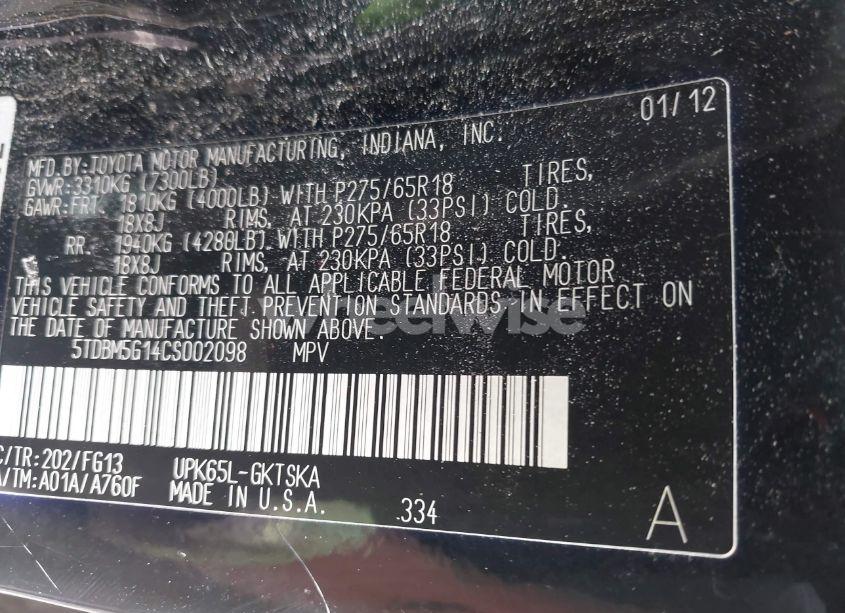 01/12
MFD.BY:TOYOTA MOTOR MANUFACTURING, INDIANA, INC.
GVWR:3310KG (7300LB)
GAWR:FRT. 1810KG (4000LB) WITH P275/65R18 TIRES,
18X8J RIMS, AT 230KPA (33PSI) COLD.
RR. 1940KG (4280LB) WITH P275/65R18 TIRES,
18X8J RIMS, AT 230KPA (33PSI) COLD.
THIS VEHICLE CONFORMS TO ALL APPLICABLE FEDERAL MOTOR
VEHICLE SAFETY AND THEFT PREVENTION STANDARDS IN EFFECT ON
THE DATE OF MANUFACTURE SHOWN ABOVE.
5TDBM5G14CS002098 MPV
C/TR:202/FG13 UPK65L-GKTSKA
A/TM:A01A/A760F MADE IN U.S.A. 334 A